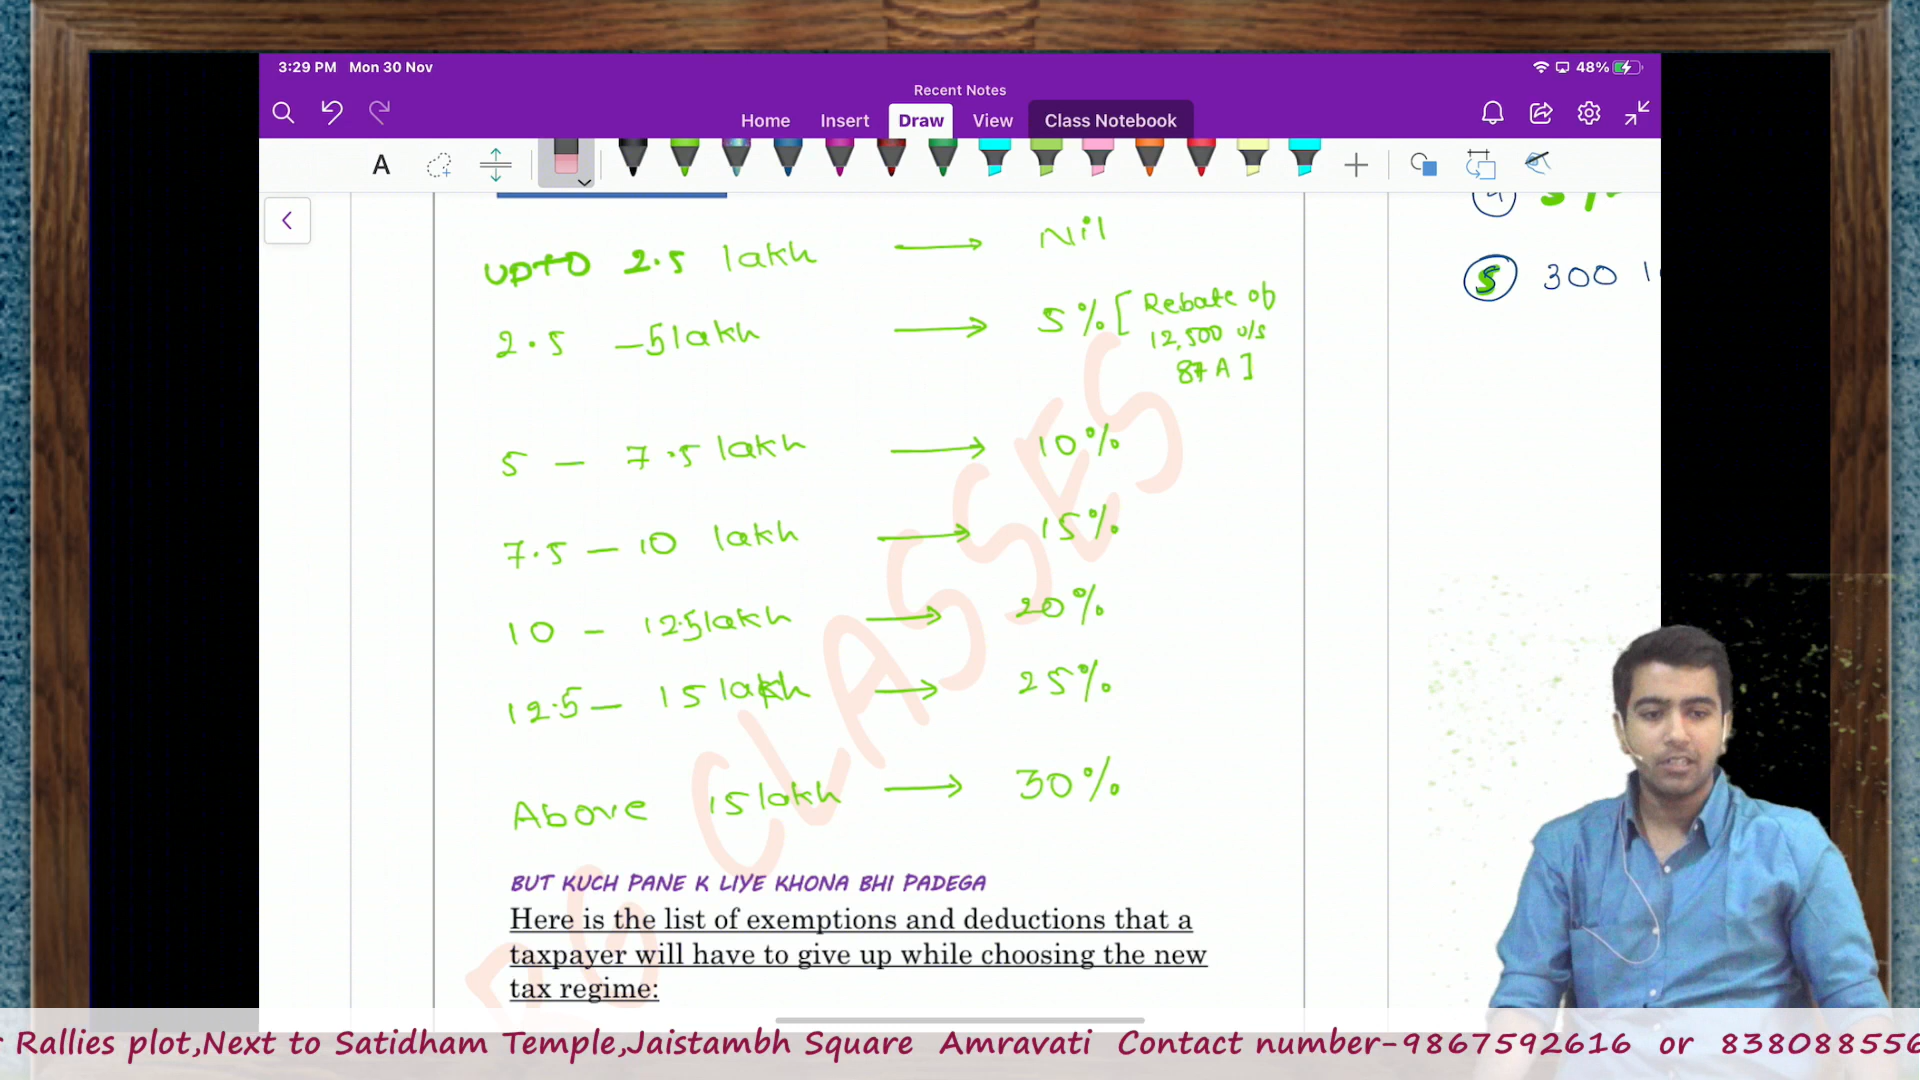 3:29 PM Mon 30 Nov
48%
Recent Notes
Home Insert Draw View Class Notebook
A
UPTO 2.5 lakh → Nil
2.5 – 5 lakh → 5% [ Rebate of
12,500 u/s
87 A ]
5 – 7.5 lakh → 10%
7.5 – 10 lakh → 15%
10 – 12.5 lakh → 20%
12.5 – 15 lakh → 25%
Above 15 lakh → 30%
5 300
BUT KUCH PANE K LIYE KHONA BHI PADEGA
Here is the list of exemptions and deductions that a
taxpayer will have to give up while choosing the new
tax regime:
RG CLASSES
Rallies plot,Next to Satidham Temple,Jaistambh Square Amravati Contact number-9867592616 or 838088556